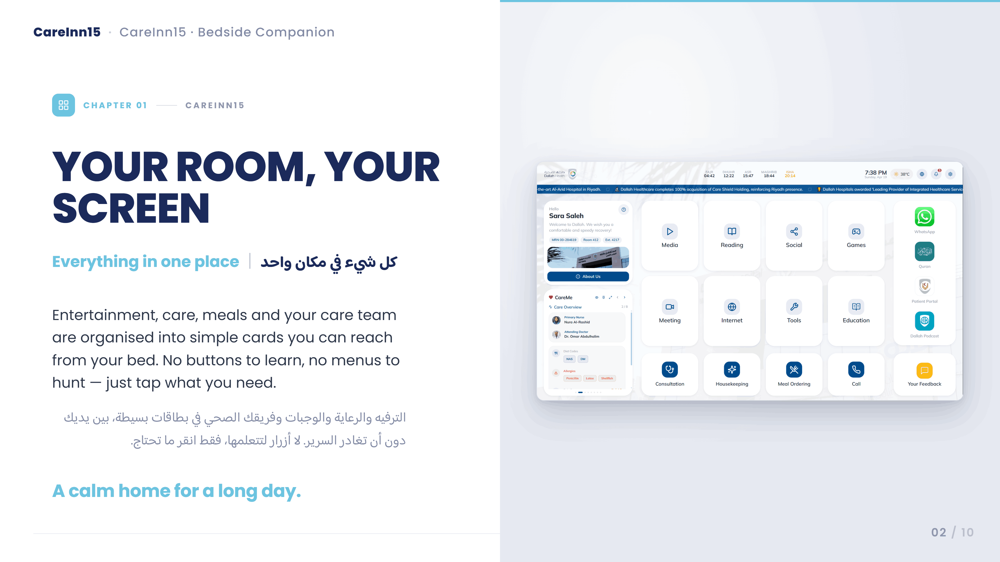 CareInn15 · CareInn15 · Bedside Companion
CHAPTER 01 — CAREINN15
YOUR ROOM, YOUR
SCREEN
Everything in one place | كل شيء في مكان واحد
Entertainment, care, meals and your care team
are organised into simple cards you can reach
from your bed. No buttons to learn, no menus to
hunt — just tap what you need.
الترفيه والرعاية والوجبات وفريقك الصحي في بطاقات بسيطة، بين يديك
دون أن تغادر السرير. لا أزرار لتتعلمها، فقط انقر ما تحتاج.
A calm home for a long day.
دلـه الصحية
Dallah Health
FAJR DHUHR ASR MAGHRIB ISHA
04:42 12:22 15:47 18:44 20:14
7:38 PM
Sunday, Apr 19
38°C
3
-the-art Al-Arid Hospital in Riyadh. Dallah Healthcare completes 100% acquisition of Care Shield Holding, reinforcing Riyadh presence. Dallah Hospitals awarded 'Leading Provider of Integrated Healthcare Servic
Hello
Sara Saleh
Welcome to Dallah. We wish you a
comfortable and speedy recovery!
MRN 00-284619 Room 412 Ext. 4217
About Us
CareMe
Care Overview 2 / 8
Primary Nurse
Nura Al-Rashid
Attending Doctor
Dr. Omar Abdulhalim
Diet Codes
NAS DM
Allergies
Penicillin Latex Shellfish
Media Reading Social Games
Meeting Internet Tools Education
Consultation Housekeeping Meal Ordering Call Your Feedback
WhatsApp
Quran
Patient Portal
Dallah Podcast
02 / 10